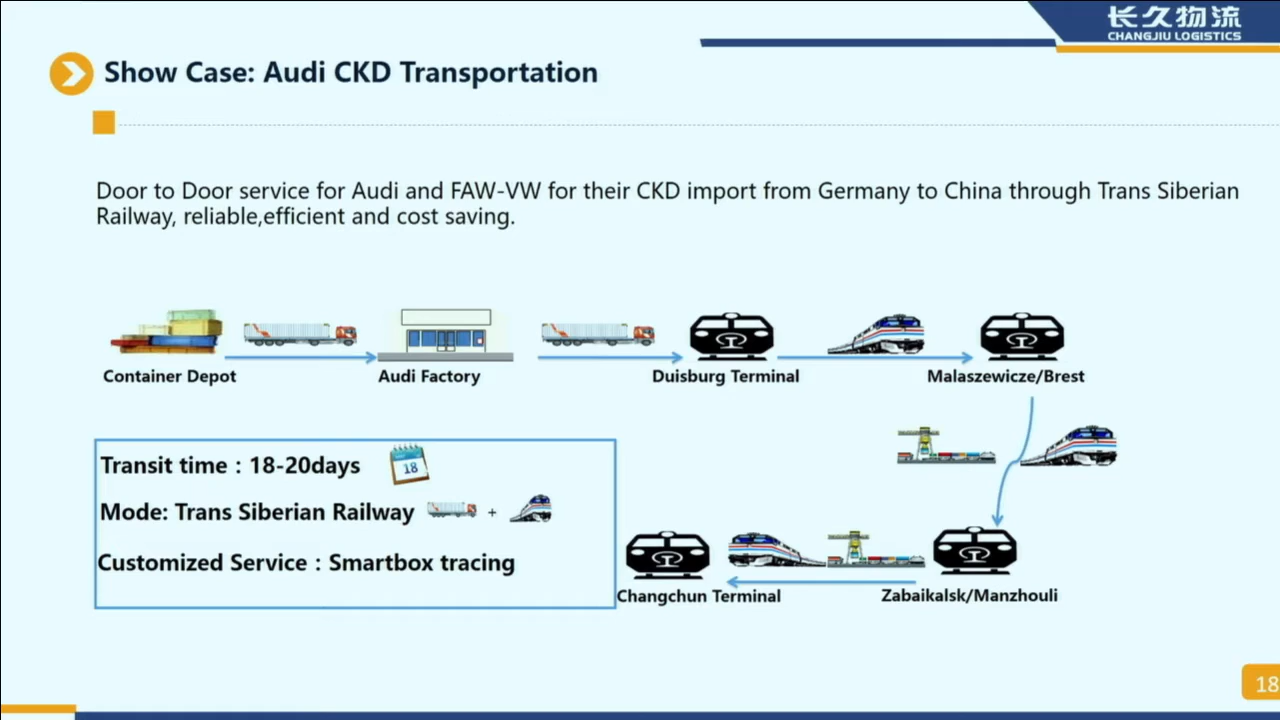 长久物流
CHANGJIU LOGISTICS
Show Case: Audi CKD Transportation
Door to Door service for Audi and FAW-VW for their CKD import from Germany to China through Trans Siberian
Railway, reliable,efficient and cost saving.
Container Depot
Audi Factory
Duisburg Terminal
Malaszewicze/Brest
Transit time : 18-20days
18
Mode: Trans Siberian Railway
+
Customized Service : Smartbox tracing
Changchun Terminal
Zabaikalsk/Manzhouli
18